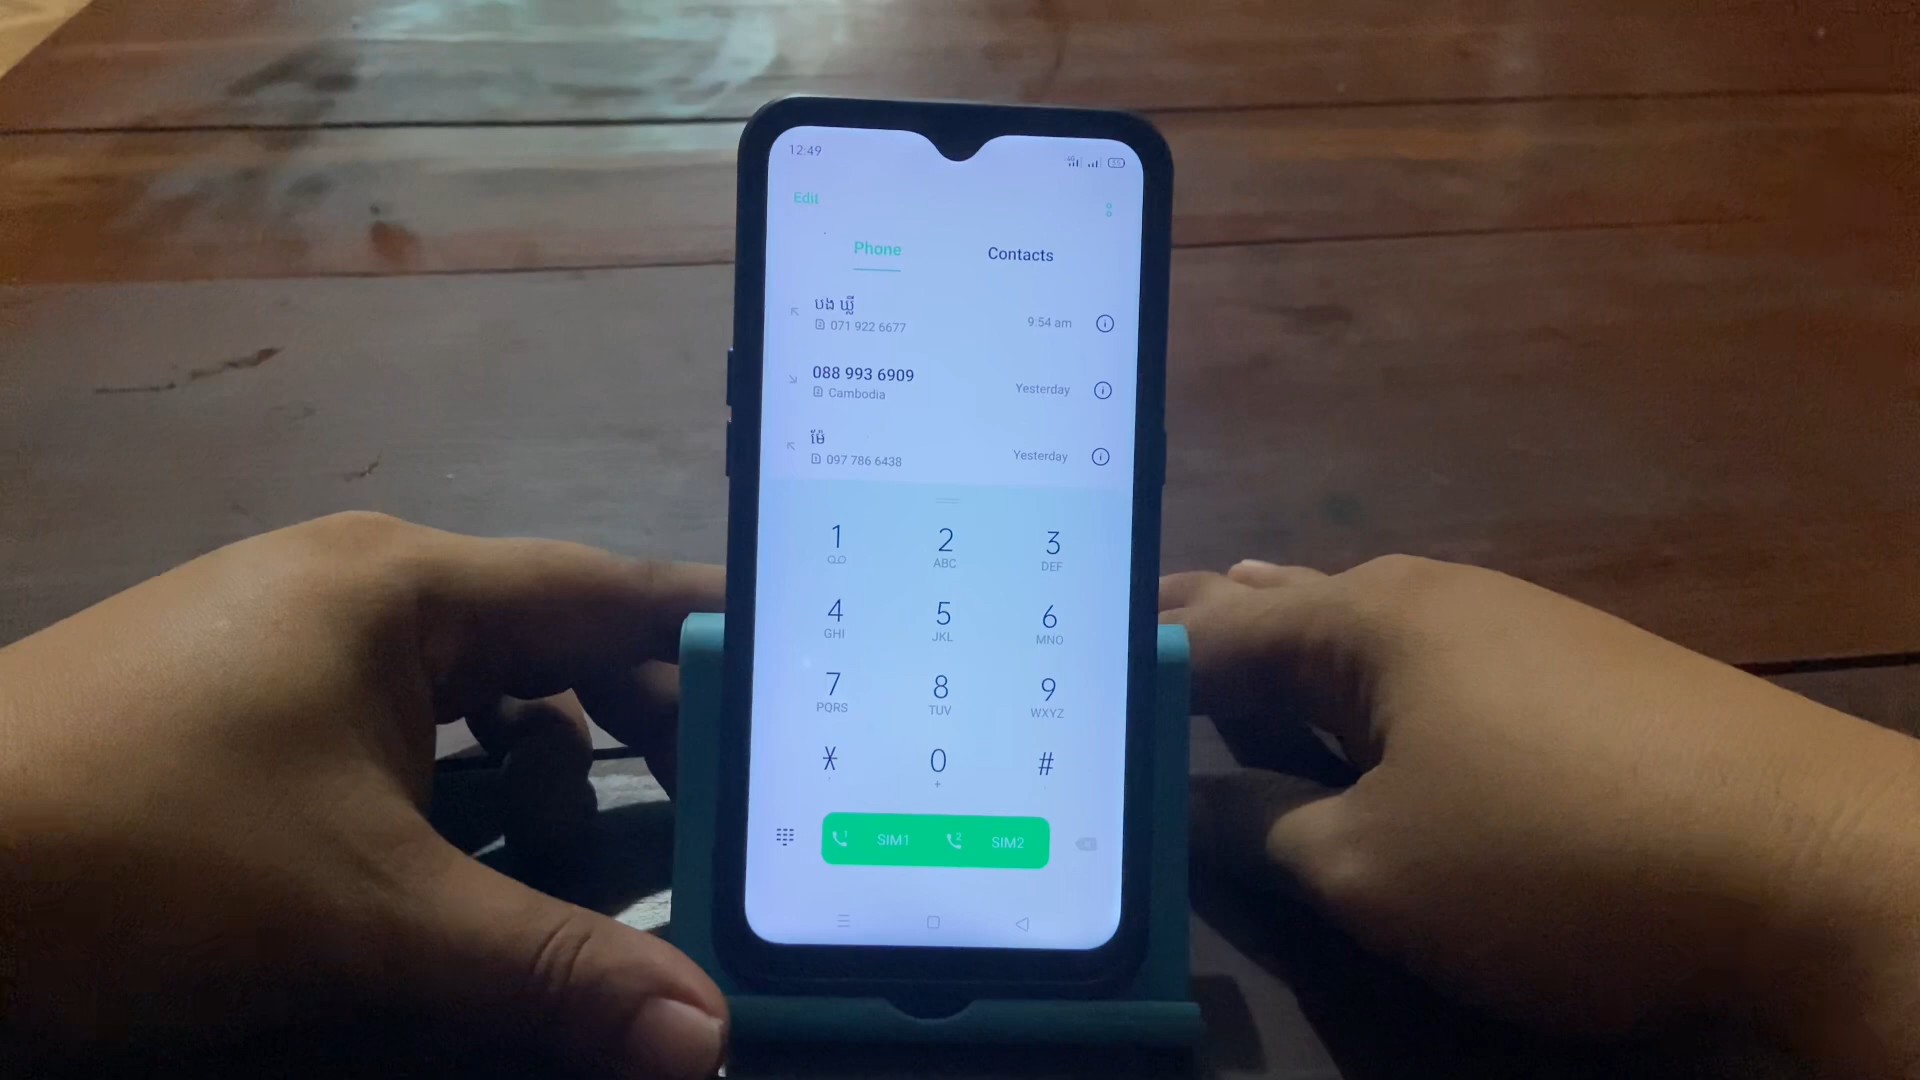 12:49
Edit
Phone
Contacts
បង ឃ្លី
071 922 6677
9:54 am
088 993 6909
Cambodia
Yesterday
ម៉ែ
097 786 6438
Yesterday
1
2
ABC
3
DEF
4
GHI
5
JKL
6
MNO
7
PQRS
8
TUV
9
WXYZ
*
0
+
#
1 SIM1 2 SIM2